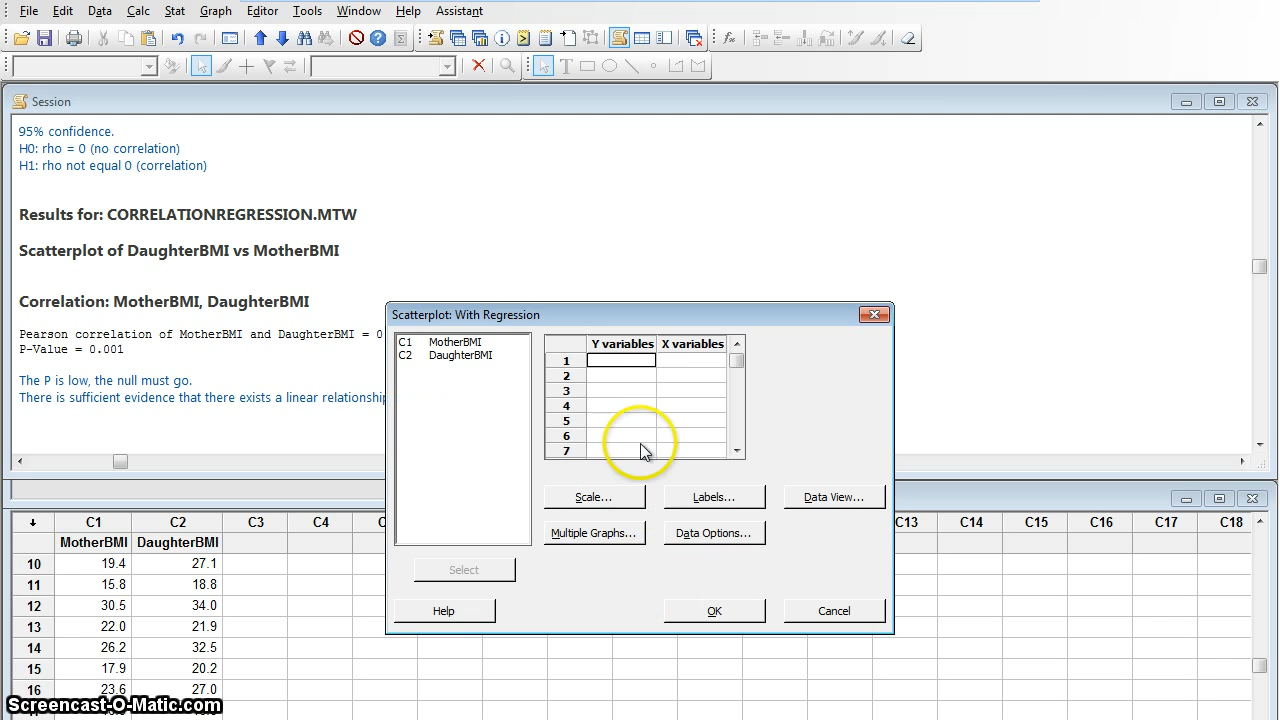 File Edit Data Calc Stat Graph Editor Tools Window Help Assistant
Session
95% confidence.
H0: rho = 0 (no correlation)
H1: rho not equal 0 (correlation)
Results for: CORRELATIONREGRESSION.MTW
Scatterplot of DaughterBMI vs MotherBMI
Correlation: MotherBMI, DaughterBMI
Pearson correlation of MotherBMI and DaughterBMI = 0
P-Value = 0.001
The P is low, the null must go.
There is sufficient evidence that there exists a linear relationship
Scatterplot: With Regression
C1 MotherBMI
C2 DaughterBMI
Y variables X variables
1
2
3
4
5
6
7
Scale... Labels... Data View...
Multiple Graphs... Data Options...
Select
Help OK Cancel
C1 C2 C3 C4 C13 C14 C15 C16 C17 C18
MotherBMI DaughterBMI
10 19.4 27.1
11 15.8 18.8
12 30.5 34.0
13 22.0 21.9
14 26.2 32.5
15 17.9 20.2
16 23.6 27.0
Screencast-O-Matic.com